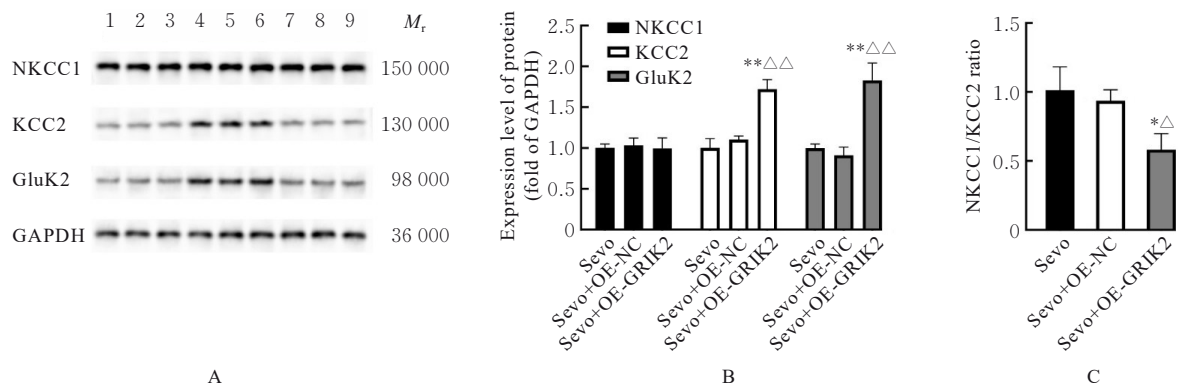 1 2 3 4 5 6 7 8 9 Mr
NKCC1 150 000
KCC2 130 000
GluK2 98 000
GAPDH 36 000
A
Expression level of protein
(fold of GAPDH)
2.5
2.0
1.5
1.0
0.5
0
NKCC1
KCC2
GluK2
**△△
**△△
Sevo
Sevo+OE-NC
Sevo+OE-GRIK2
Sevo
Sevo+OE-NC
Sevo+OE-GRIK2
Sevo
Sevo+OE-NC
Sevo+OE-GRIK2
B
NKCC1/KCC2 ratio
1.5
1.0
0.5
0
*△
Sevo
Sevo+OE-NC
Sevo+OE-GRIK2
C